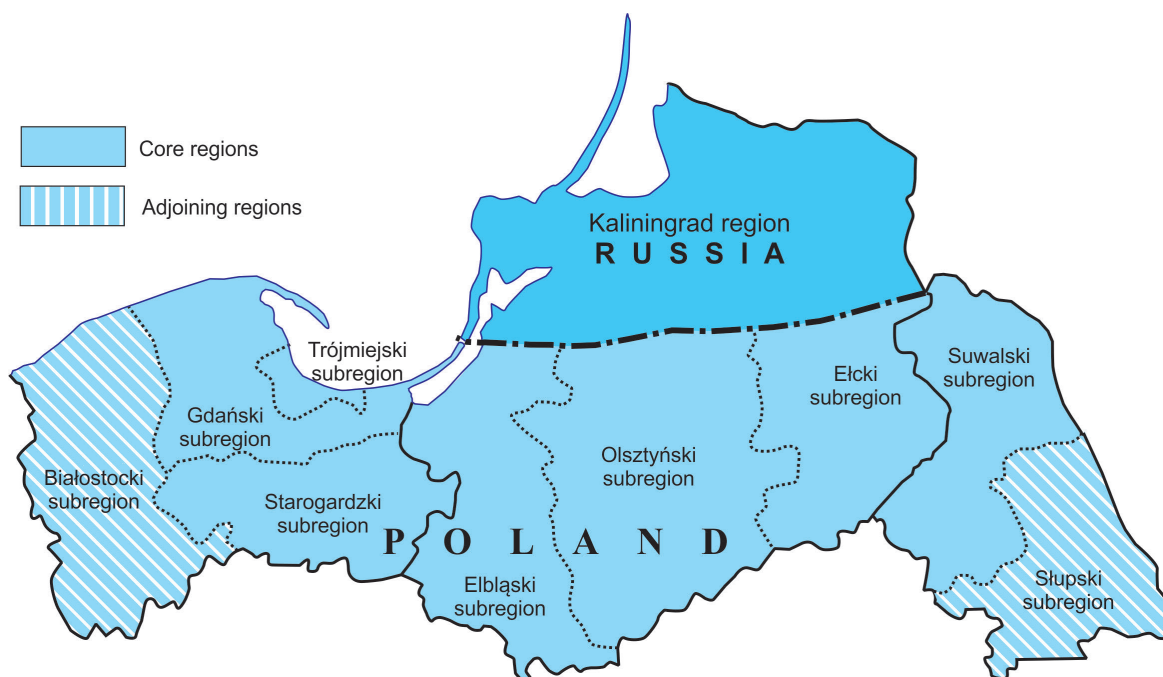 Core regions
Adjoining regions
Kaliningrad region
RUSSIA
Trójmiejski
subregion
Suwalski
subregion
Ełcki
subregion
Gdański
subregion
Olsztyński
subregion
Białostocki
subregion
Starogardzki
subregion
POLAND
Elbląski
subregion
Słupski
subregion